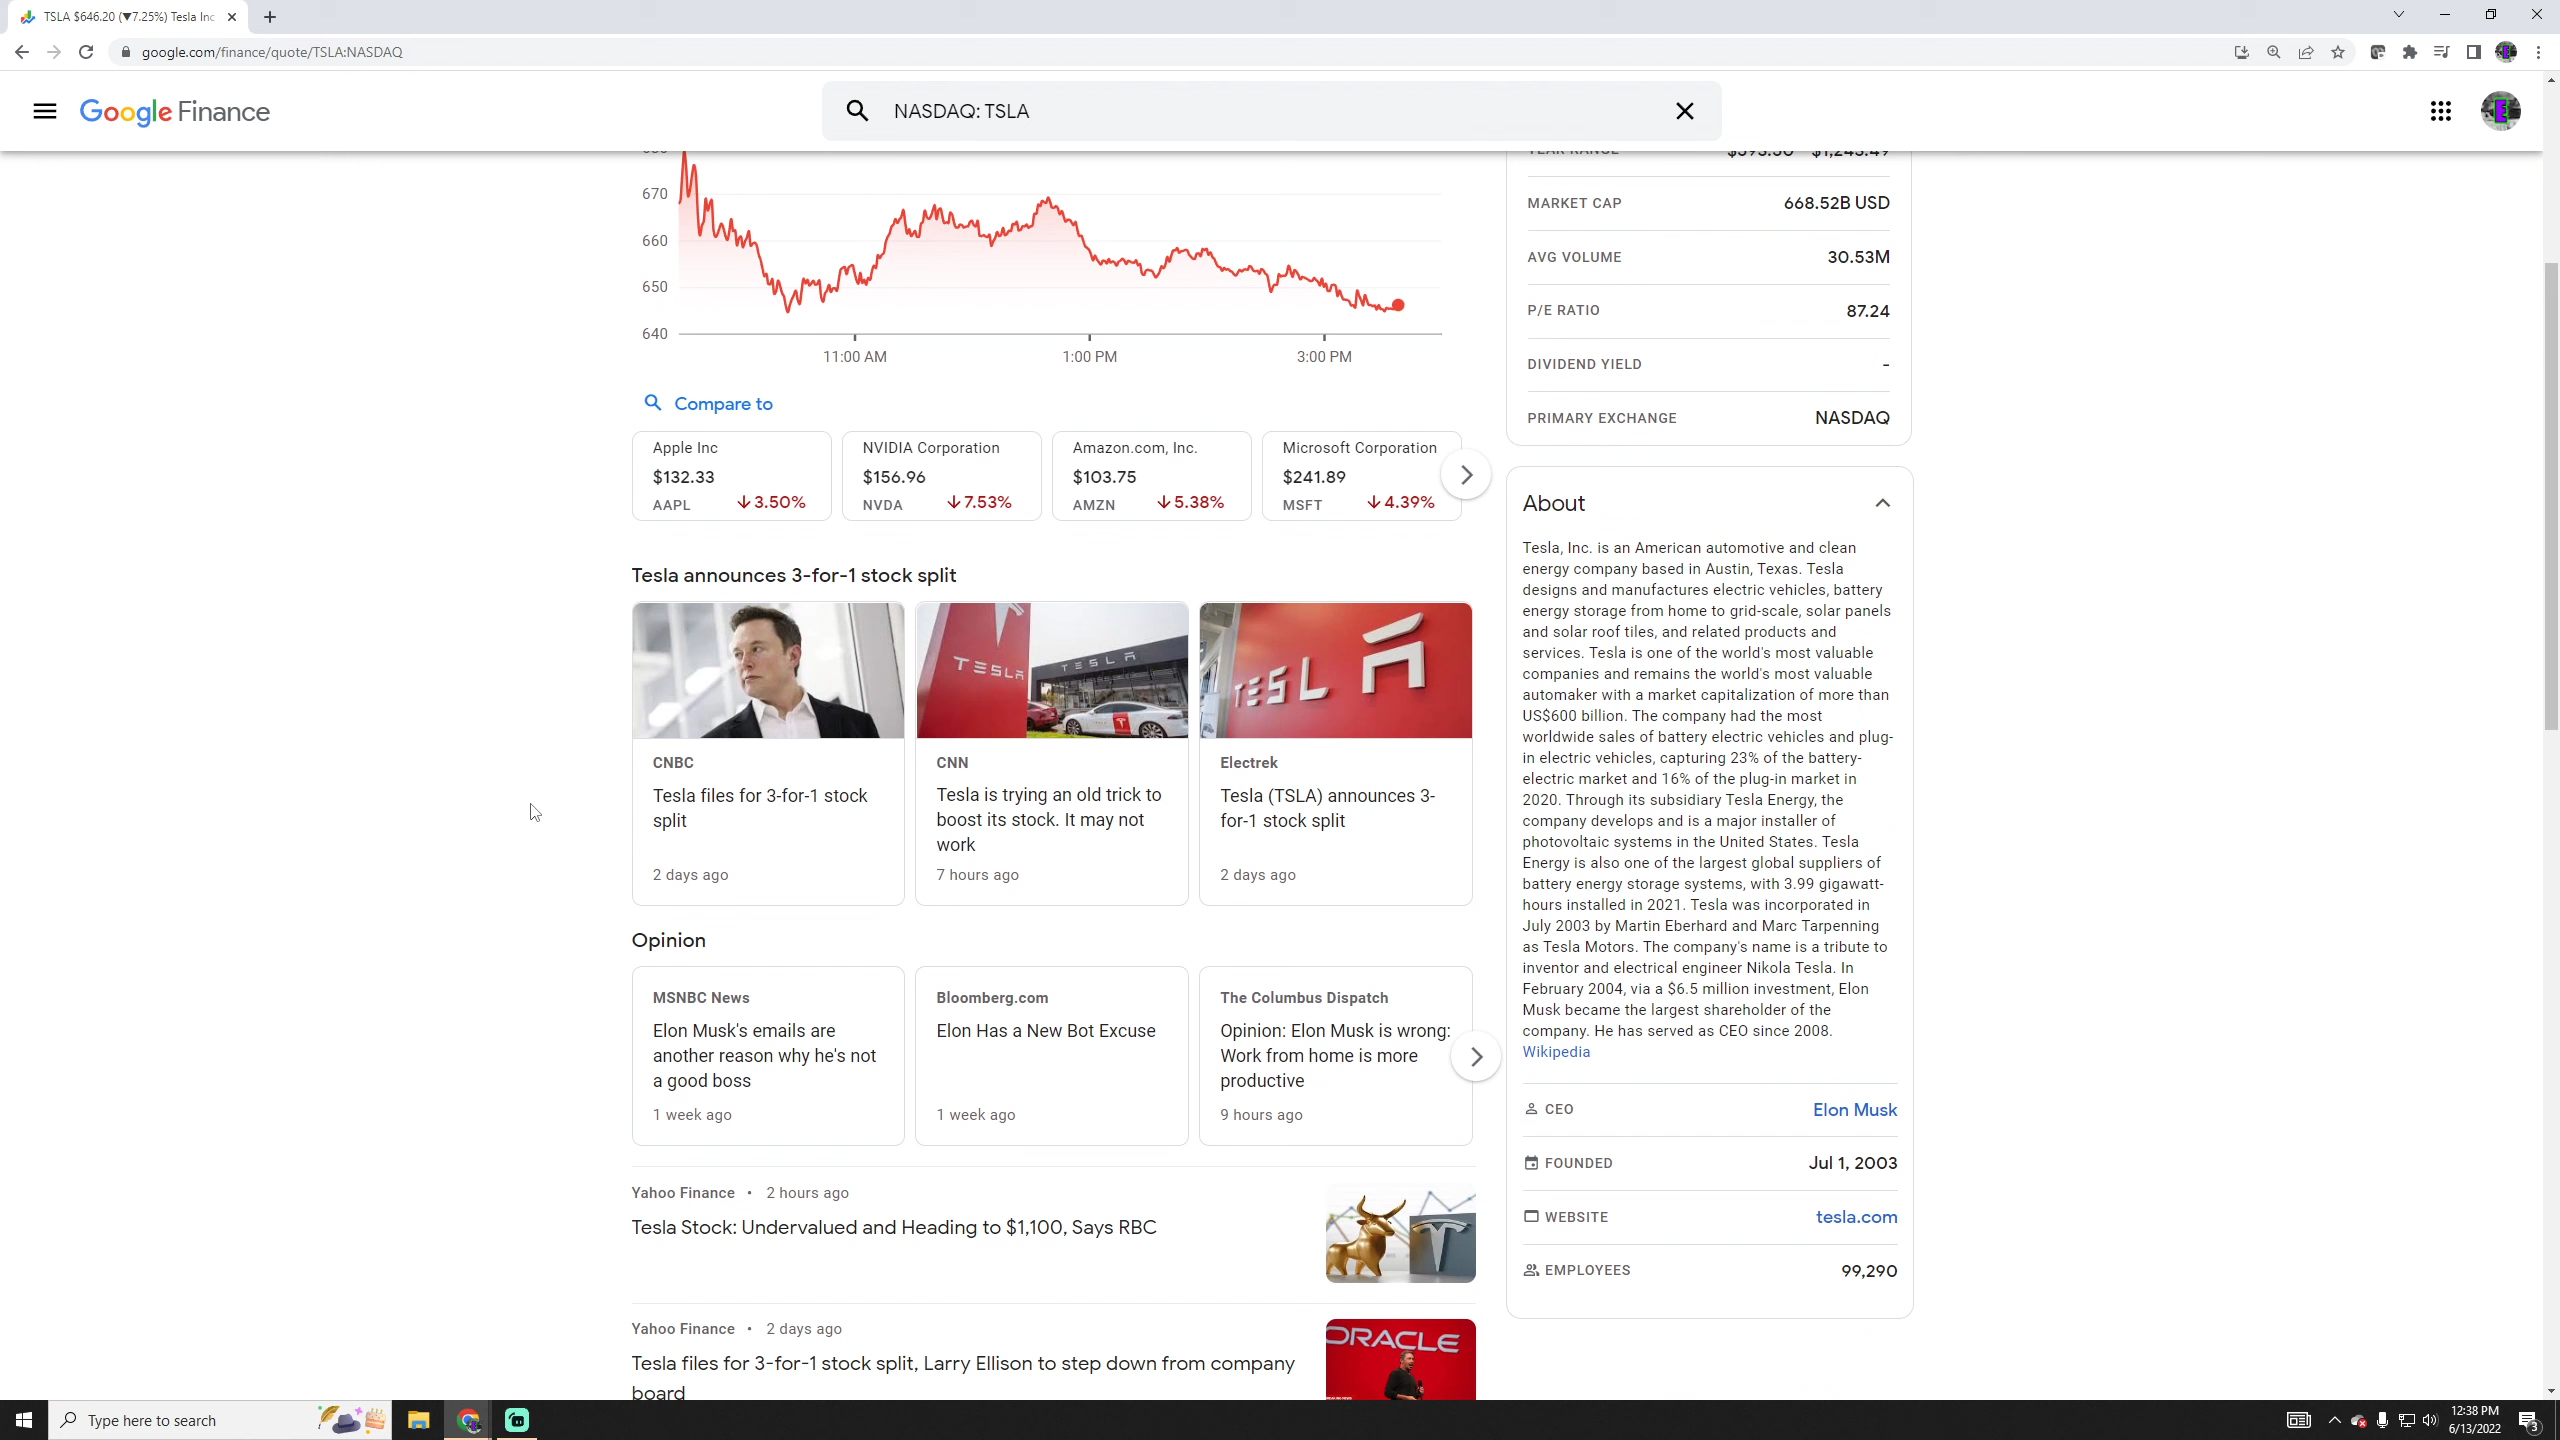 TSLA $646.20 (▼7.25%) Tesla Inc
google.com/finance/quote/TSLA:NASDAQ
Google Finance
NASDAQ: TSLA
670
660
650
640
11:00 AM 1:00 PM 3:00 PM
Compare to
Apple Inc
$132.33
AAPL ↓3.50%
NVIDIA Corporation
$156.96
NVDA ↓7.53%
Amazon.com, Inc.
$103.75
AMZN ↓5.38%
Microsoft Corporation
$241.89
MSFT ↓4.39%
Tesla announces 3-for-1 stock split
TESLA
TESLA
TESLA
CNBC
Tesla files for 3-for-1 stock
split
2 days ago
CNN
Tesla is trying an old trick to
boost its stock. It may not
work
7 hours ago
Electrek
Tesla (TSLA) announces 3-
for-1 stock split
2 days ago
Opinion
MSNBC News
Elon Musk's emails are
another reason why he's not
a good boss
1 week ago
Bloomberg.com
Elon Has a New Bot Excuse
1 week ago
The Columbus Dispatch
Opinion: Elon Musk is wrong:
Work from home is more
productive
9 hours ago
Yahoo Finance • 2 hours ago
Tesla Stock: Undervalued and Heading to $1,100, Says RBC
Yahoo Finance • 2 days ago
Tesla files for 3-for-1 stock split, Larry Ellison to step down from company
board
ORACLE
YEAR RANGE
MARKET CAP 668.52B USD
AVG VOLUME 30.53M
P/E RATIO 87.24
DIVIDEND YIELD -
PRIMARY EXCHANGE NASDAQ
About
Tesla, Inc. is an American automotive and clean
energy company based in Austin, Texas. Tesla
designs and manufactures electric vehicles, battery
energy storage from home to grid-scale, solar panels
and solar roof tiles, and related products and
services. Tesla is one of the world's most valuable
companies and remains the world's most valuable
automaker with a market capitalization of more than
US$600 billion. The company had the most
worldwide sales of battery electric vehicles and plug-
in electric vehicles, capturing 23% of the battery-
electric market and 16% of the plug-in market in
2020. Through its subsidiary Tesla Energy, the
company develops and is a major installer of
photovoltaic systems in the United States. Tesla
Energy is also one of the largest global suppliers of
battery energy storage systems, with 3.99 gigawatt-
hours installed in 2021. Tesla was incorporated in
July 2003 by Martin Eberhard and Marc Tarpenning
as Tesla Motors. The company's name is a tribute to
inventor and electrical engineer Nikola Tesla. In
February 2004, via a $6.5 million investment, Elon
Musk became the largest shareholder of the
company. He has served as CEO since 2008.
Wikipedia
CEO Elon Musk
FOUNDED Jul 1, 2003
WEBSITE tesla.com
EMPLOYEES 99,290
Type here to search
12:38 PM
6/13/2022
3